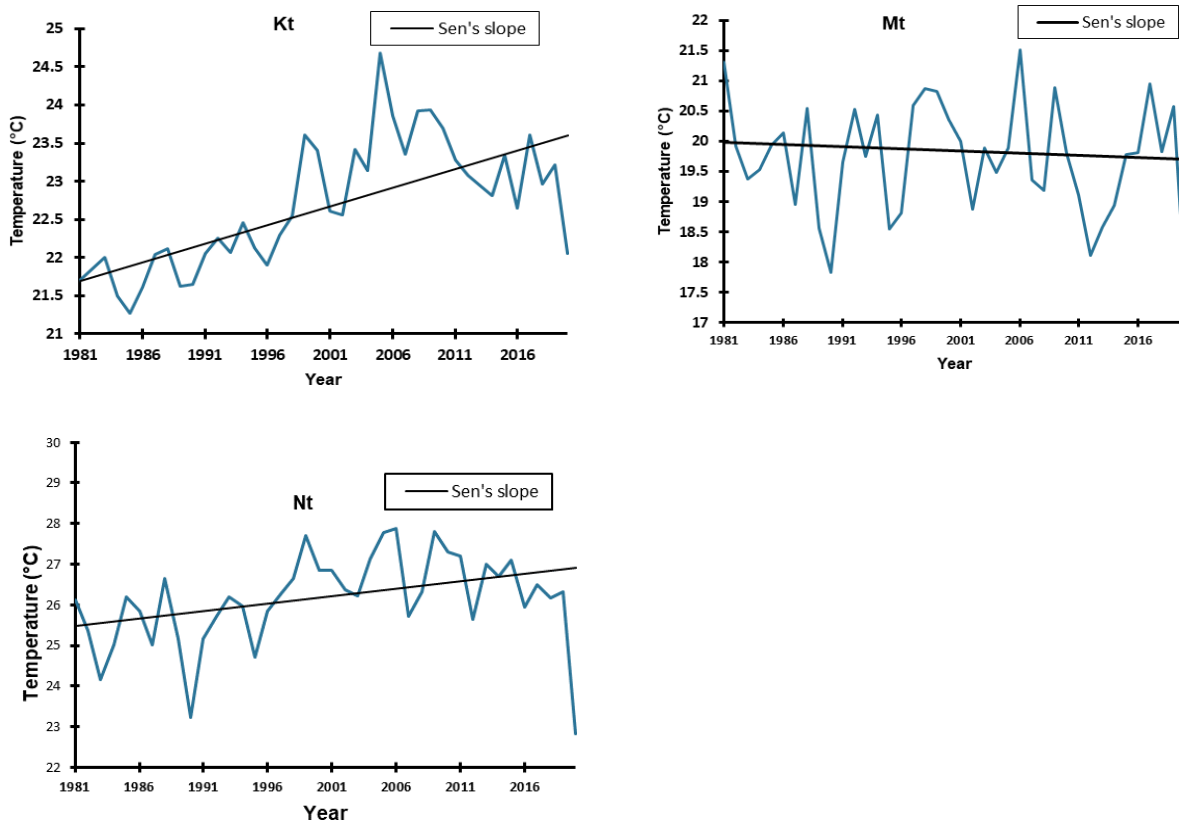 Kt
Sen's slope
25
24.5
24
23.5
23
22.5
22
21.5
21
Temperature (°C)
1981 1986 1991 1996 2001 2006 2011 2016
Year
Mt
Sen's slope
22
21.5
21
20.5
20
19.5
19
18.5
18
17.5
17
Temperature (°C)
1981 1986 1991 1996 2001 2006 2011 2016
Year
Nt
Sen's slope
30
29
28
27
26
25
24
23
22
Temperature (°C)
1981 1986 1991 1996 2001 2006 2011 2016
Year